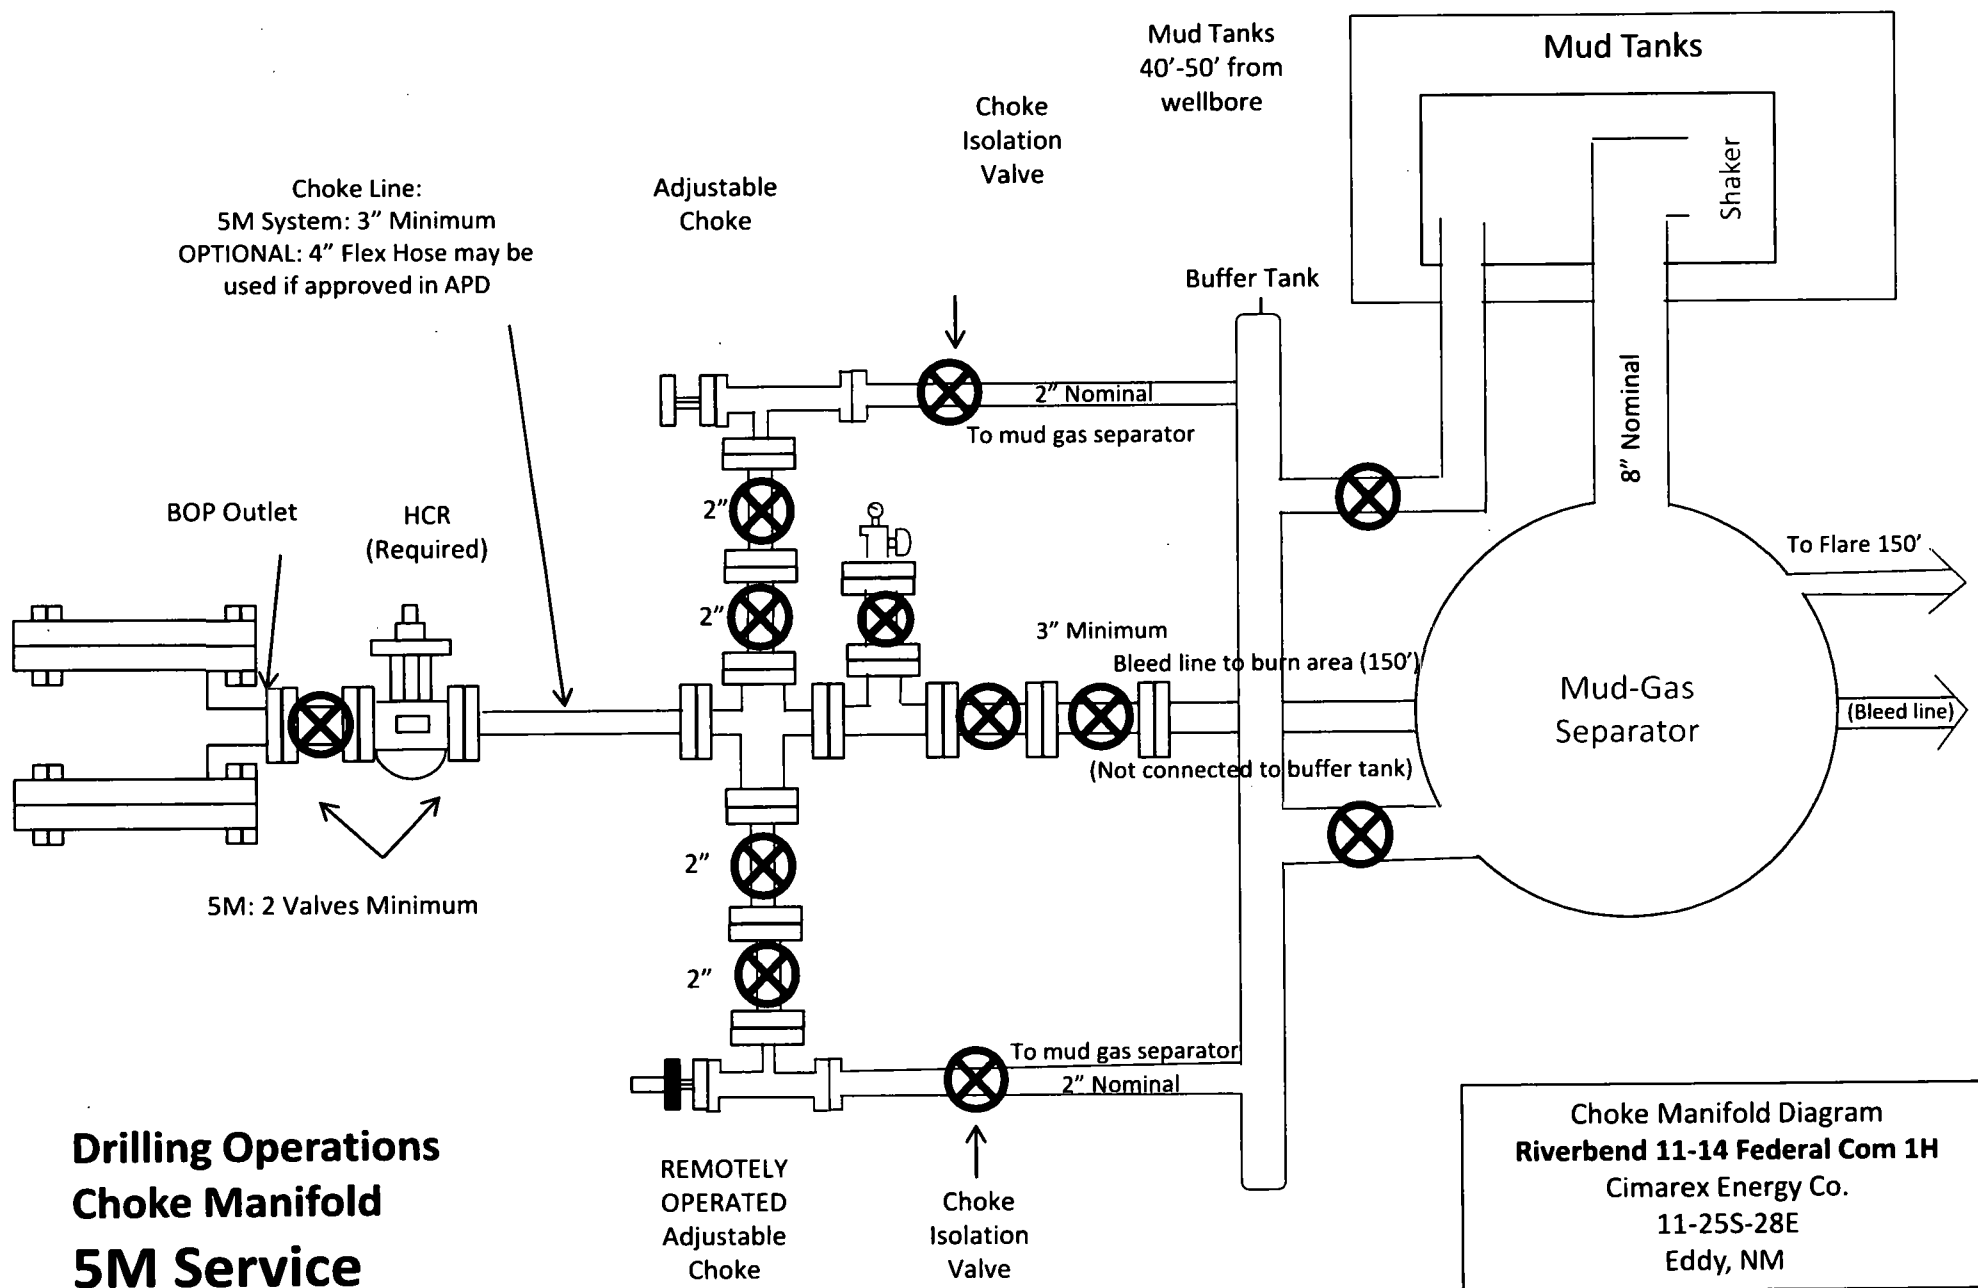 Mud Tanks
40’-50’ from
wellbore
Mud Tanks
Shaker
Choke
Isolation
Valve
Choke Line:
5M System: 3” Minimum
OPTIONAL: 4” Flex Hose may be
used if approved in APD
Adjustable
Choke
Buffer Tank
2” Nominal
To mud gas separator
8” Nominal
BOP Outlet
HCR
(Required)
2”
2”
To Flare 150’
3” Minimum
Bleed line to burn area (150’)
Mud-Gas
Separator
(Bleed line)
(Not connected to buffer tank)
5M: 2 Valves Minimum
2”
2”
To mud gas separator
2” Nominal
REMOTELY
OPERATED
Adjustable
Choke
Choke
Isolation
Valve
Drilling Operations
Choke Manifold
5M Service
Choke Manifold Diagram
Riverbend 11-14 Federal Com 1H
Cimarex Energy Co.
11-25S-28E
Eddy, NM